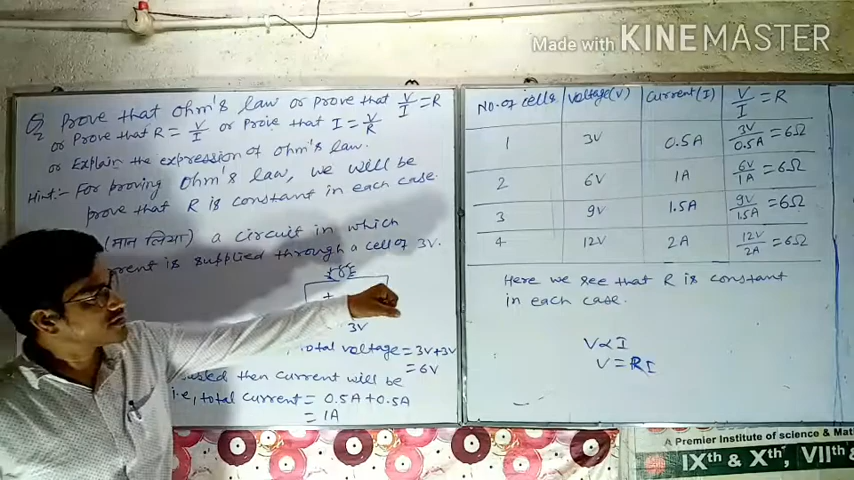 Made with KINEMASTER
Q2 Prove that Ohm's law or prove that V/I = R
or Prove that R = V/I or prove that I = V/R
or Explain the expression of Ohm's law.
Hint:- For proving Ohm's law, we will be
prove that R is constant in each case.
(मान लिया) a circuit in which
is supplied through a cell of 3V.
3V
Total voltage = 3V+3V
= 6V
then current will be
i.e, total current = 0.5A + 0.5A
= 1A
No. of cells Voltage(V) Current(I) V/I = R
1 3V 0.5A 3V/0.5A = 6Ω
2 6V 1A 6V/1A = 6Ω
3 9V 1.5A 9V/1.5A = 6Ω
4 12V 2A 12V/2A = 6Ω
Here we see that R is constant
in each case.
V∝I
V = RI
A Premier Institute of Science &
IXth & Xth, VIIth